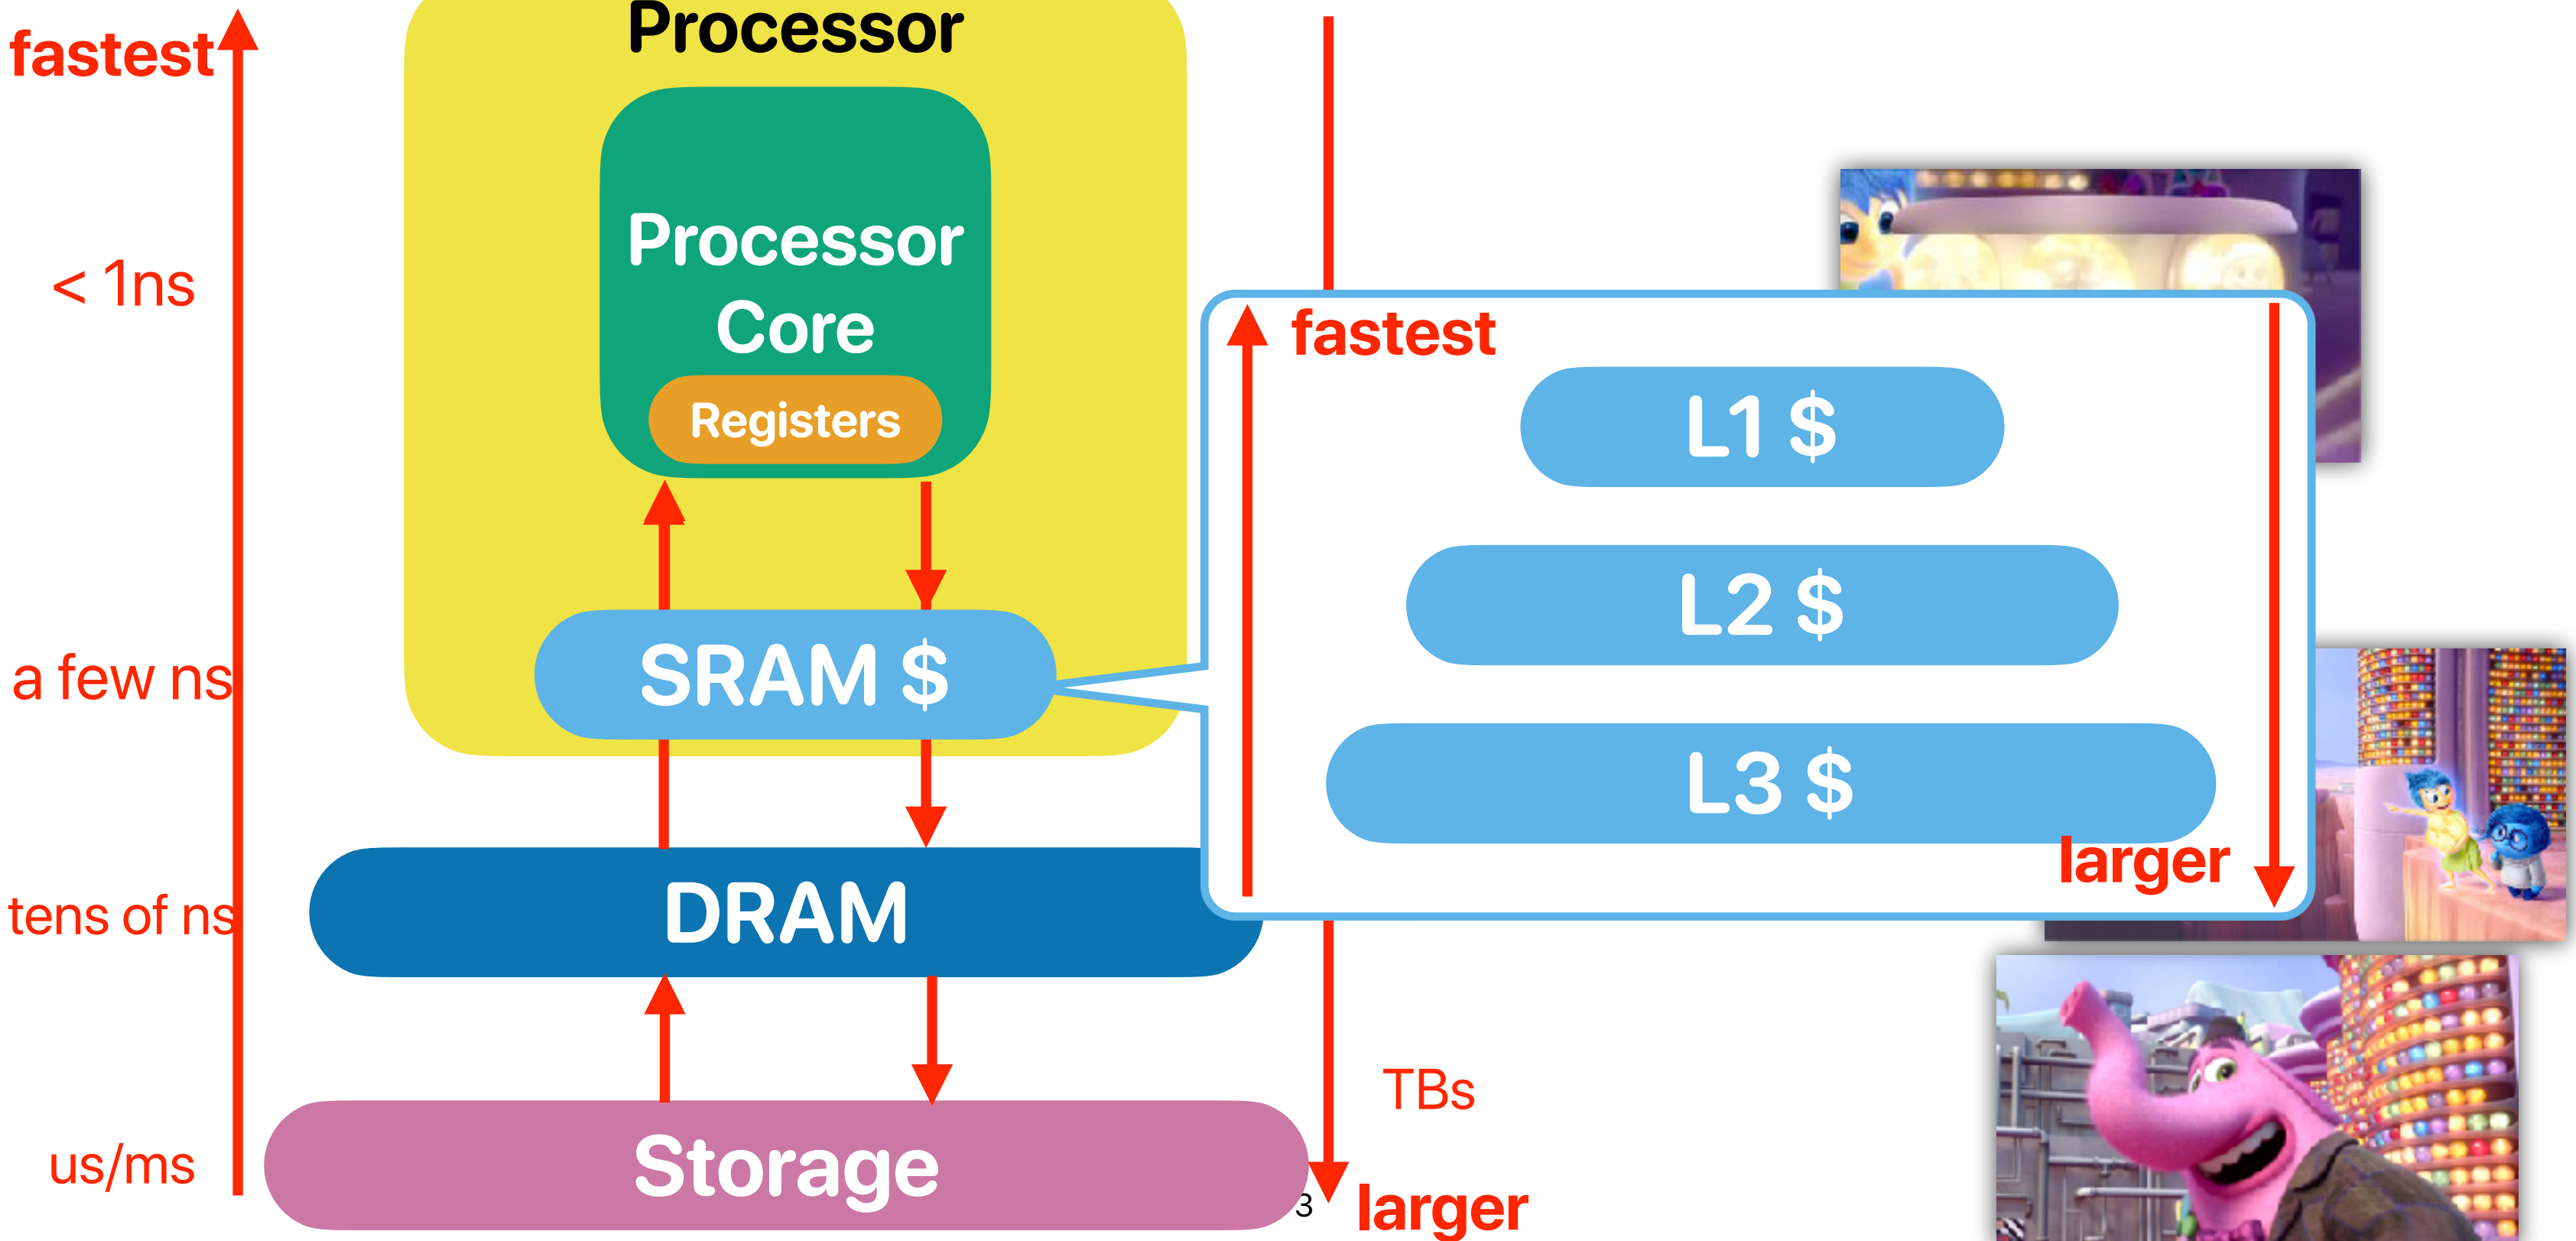 Processor
fastest
Processor
Core
< 1ns
Registers
fastest
L1 $
L2 $
SRAM $
a few ns
L3 $
larger
DRAM
tens of ns
TBs
Storage
us/ms
3
larger